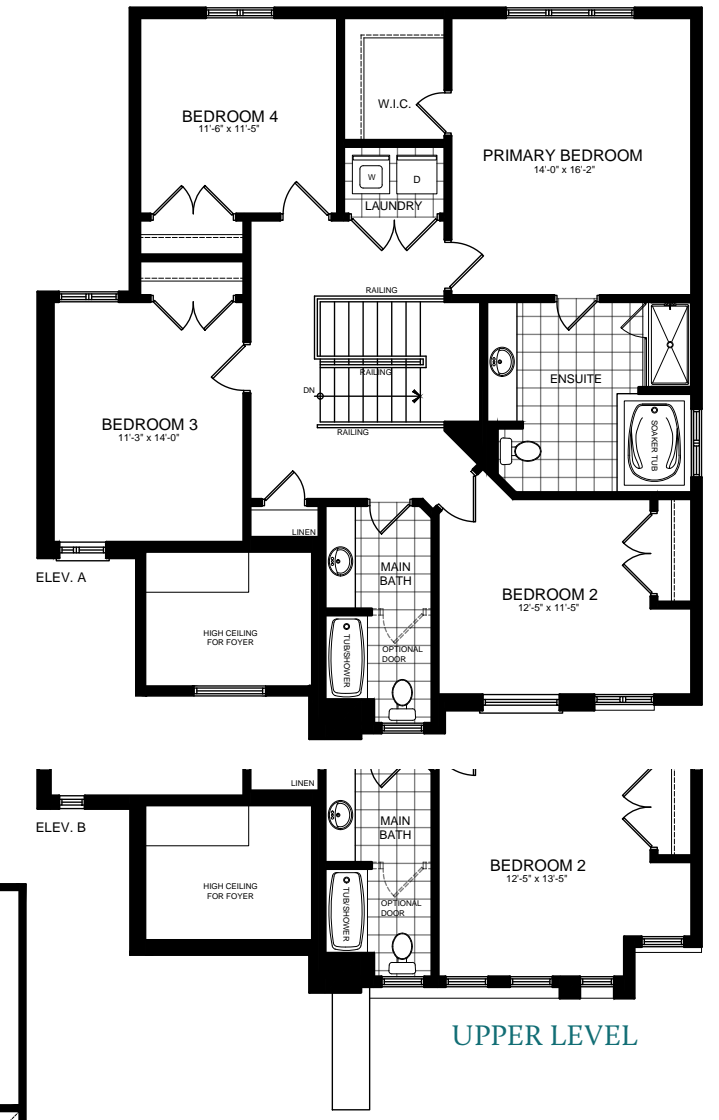 BEDROOM 4
11'-6" x 11'-5"
W.I.C.
PRIMARY BEDROOM
14'-0" x 16'-2"
W
D
LAUNDRY
RAILING
RAILING
DN
RAILING
ENSUITE
SOAKER TUB
BEDROOM 3
11'-3" x 14'-0"
LINEN
ELEV. A
MAIN
BATH
BEDROOM 2
12'-5" x 11'-5"
HIGH CEILING
FOR FOYER
TUB/SHOWER
OPTIONAL
DOOR
LINEN
ELEV. B
MAIN
BATH
BEDROOM 2
12'-5" x 13'-5"
HIGH CEILING
FOR FOYER
TUB/SHOWER
OPTIONAL
DOOR
UPPER LEVEL